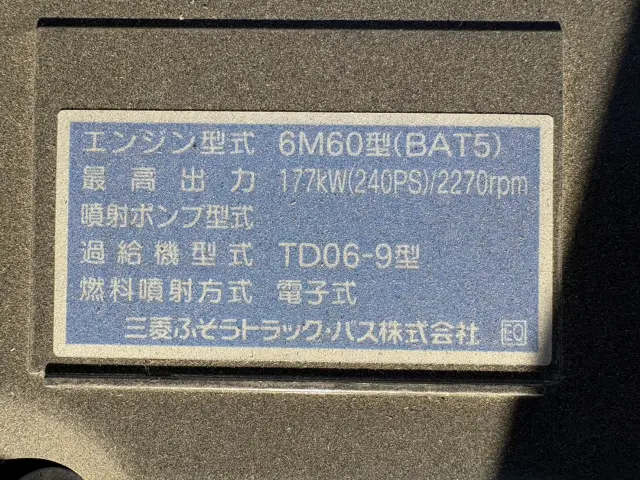 エンジン型式 6M60型(BAT5)
最高出力 177kW(240PS)/2270rpm
噴射ポンプ型式
過給機型式 TD06-9型
燃料噴射方式 電子式
三菱ふそうトラック・バス株式会社 EO